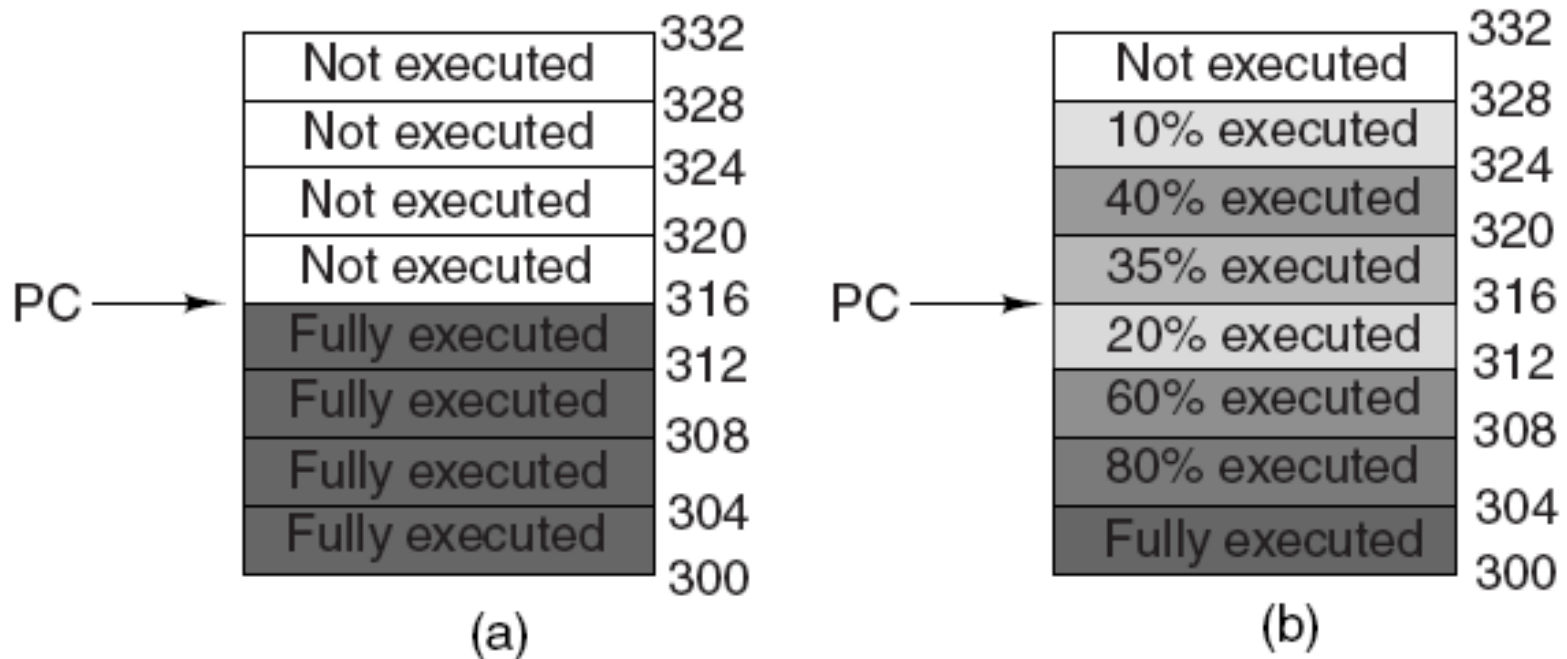 332
Not executed
328
Not executed
324
Not executed
320
Not executed
PC
316
Fully executed
312
Fully executed
308
Fully executed
304
Fully executed
300
(a)
332
Not executed
328
10% executed
324
40% executed
320
35% executed
PC
316
20% executed
312
60% executed
308
80% executed
304
Fully executed
300
(b)